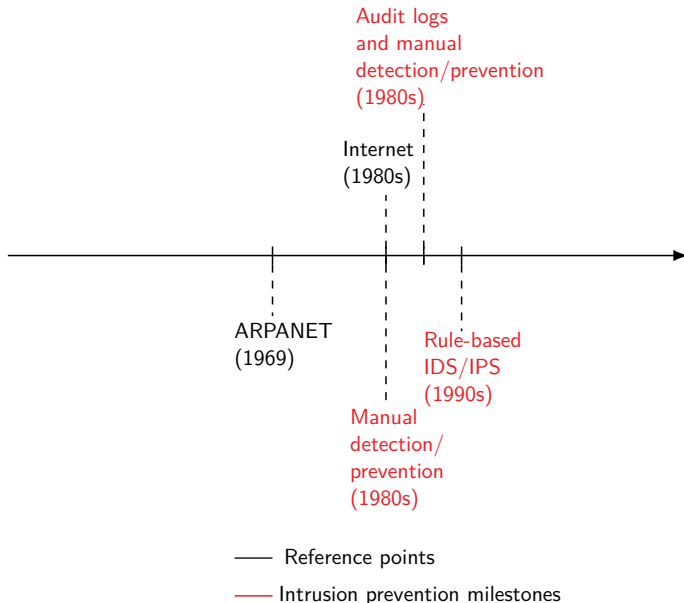 Audit logs
and manual
detection/prevention
(1980s)
Internet
(1980s)
ARPANET
(1969)
Rule-based
IDS/IPS
(1990s)
Manual
detection/
prevention
(1980s)
Reference points
Intrusion prevention milestones